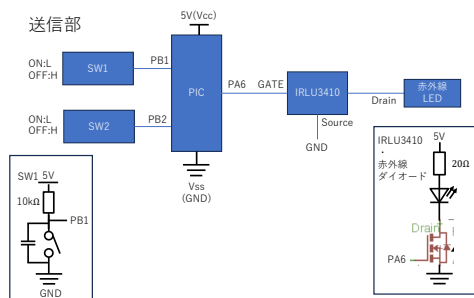 送信部
5V(Vcc)
ON:L
OFF:H
SW1
PB1
PIC
PA6
GATE
IRLU3410
赤外線
LED
Drain
Source
GND
ON:L
OFF:H
SW2
PB2
Vss
(GND)
SW1
5V
10kΩ
PB1
GND
IRLU3410
・
赤外線
ダイオード
5V
20Ω
Drain
PA6